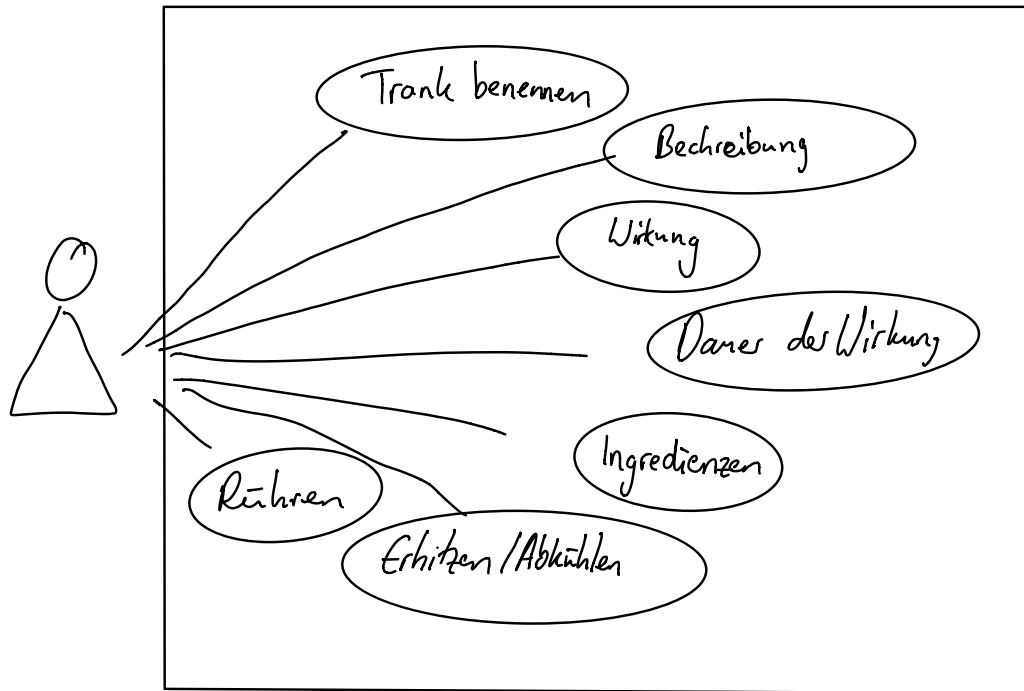 Trank benennen
Bechreibung
Wirkung
Dauer der Wirkung
Ingredienzen
Rühren
Erhitzen/Abkühlen